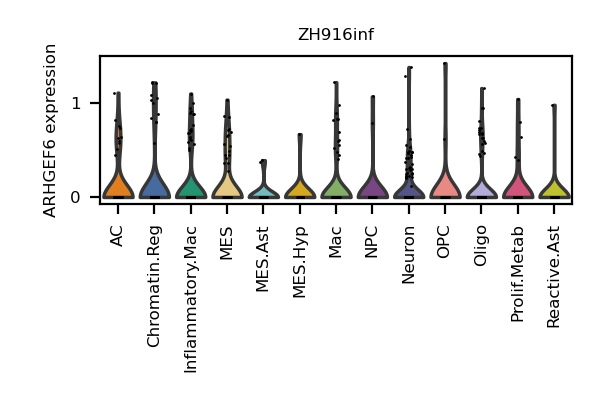 ZH916inf
ARHGEF6 expression
1
0
AC
Chromatin.Reg
Inflammatory.Mac
MES
MES.Ast
MES.Hyp
Mac
NPC
Neuron
OPC
Oligo
Prolif.Metab
Reactive.Ast